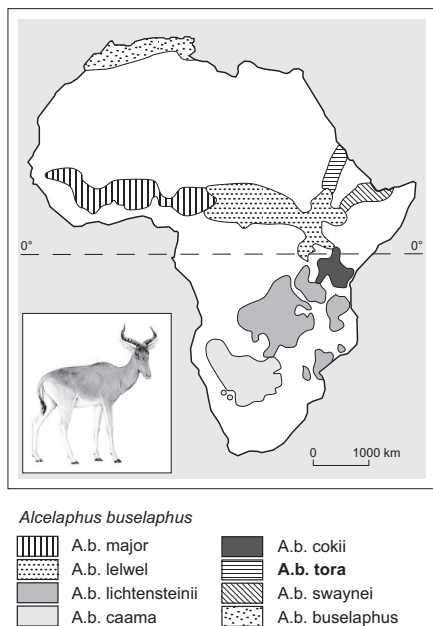 0°
0°
0 1000 km
Alcelaphus buselaphus
A.b. major
A.b. lelwel
A.b. lichtensteinii
A.b. caama
A.b. cokii
A.b. tora
A.b. swaynei
A.b. buselaphus